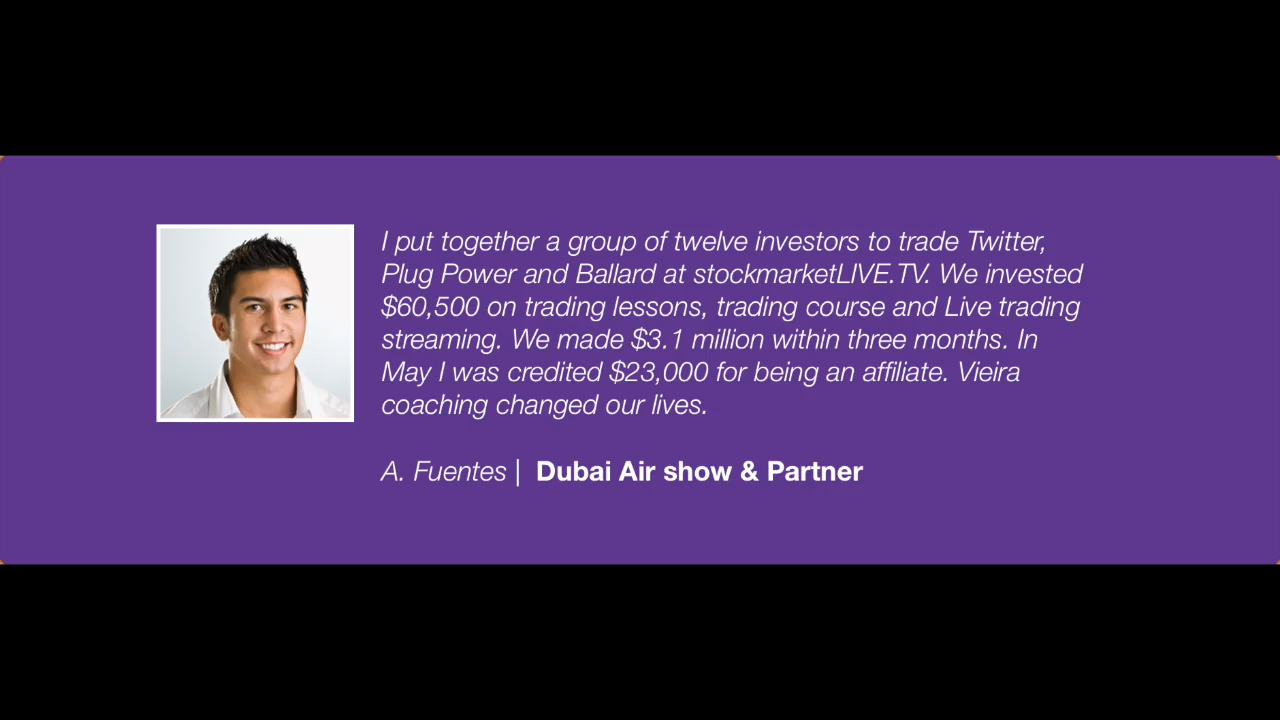 I put together a group of twelve investors to trade Twitter,
Plug Power and Ballard at stockmarketLIVE.TV. We invested
$60,500 on trading lessons, trading course and Live trading
streaming. We made $3.1 million within three months. In
May I was credited $23,000 for being an affiliate. Vieira
coaching changed our lives.
A. Fuentes | Dubai Air show & Partner